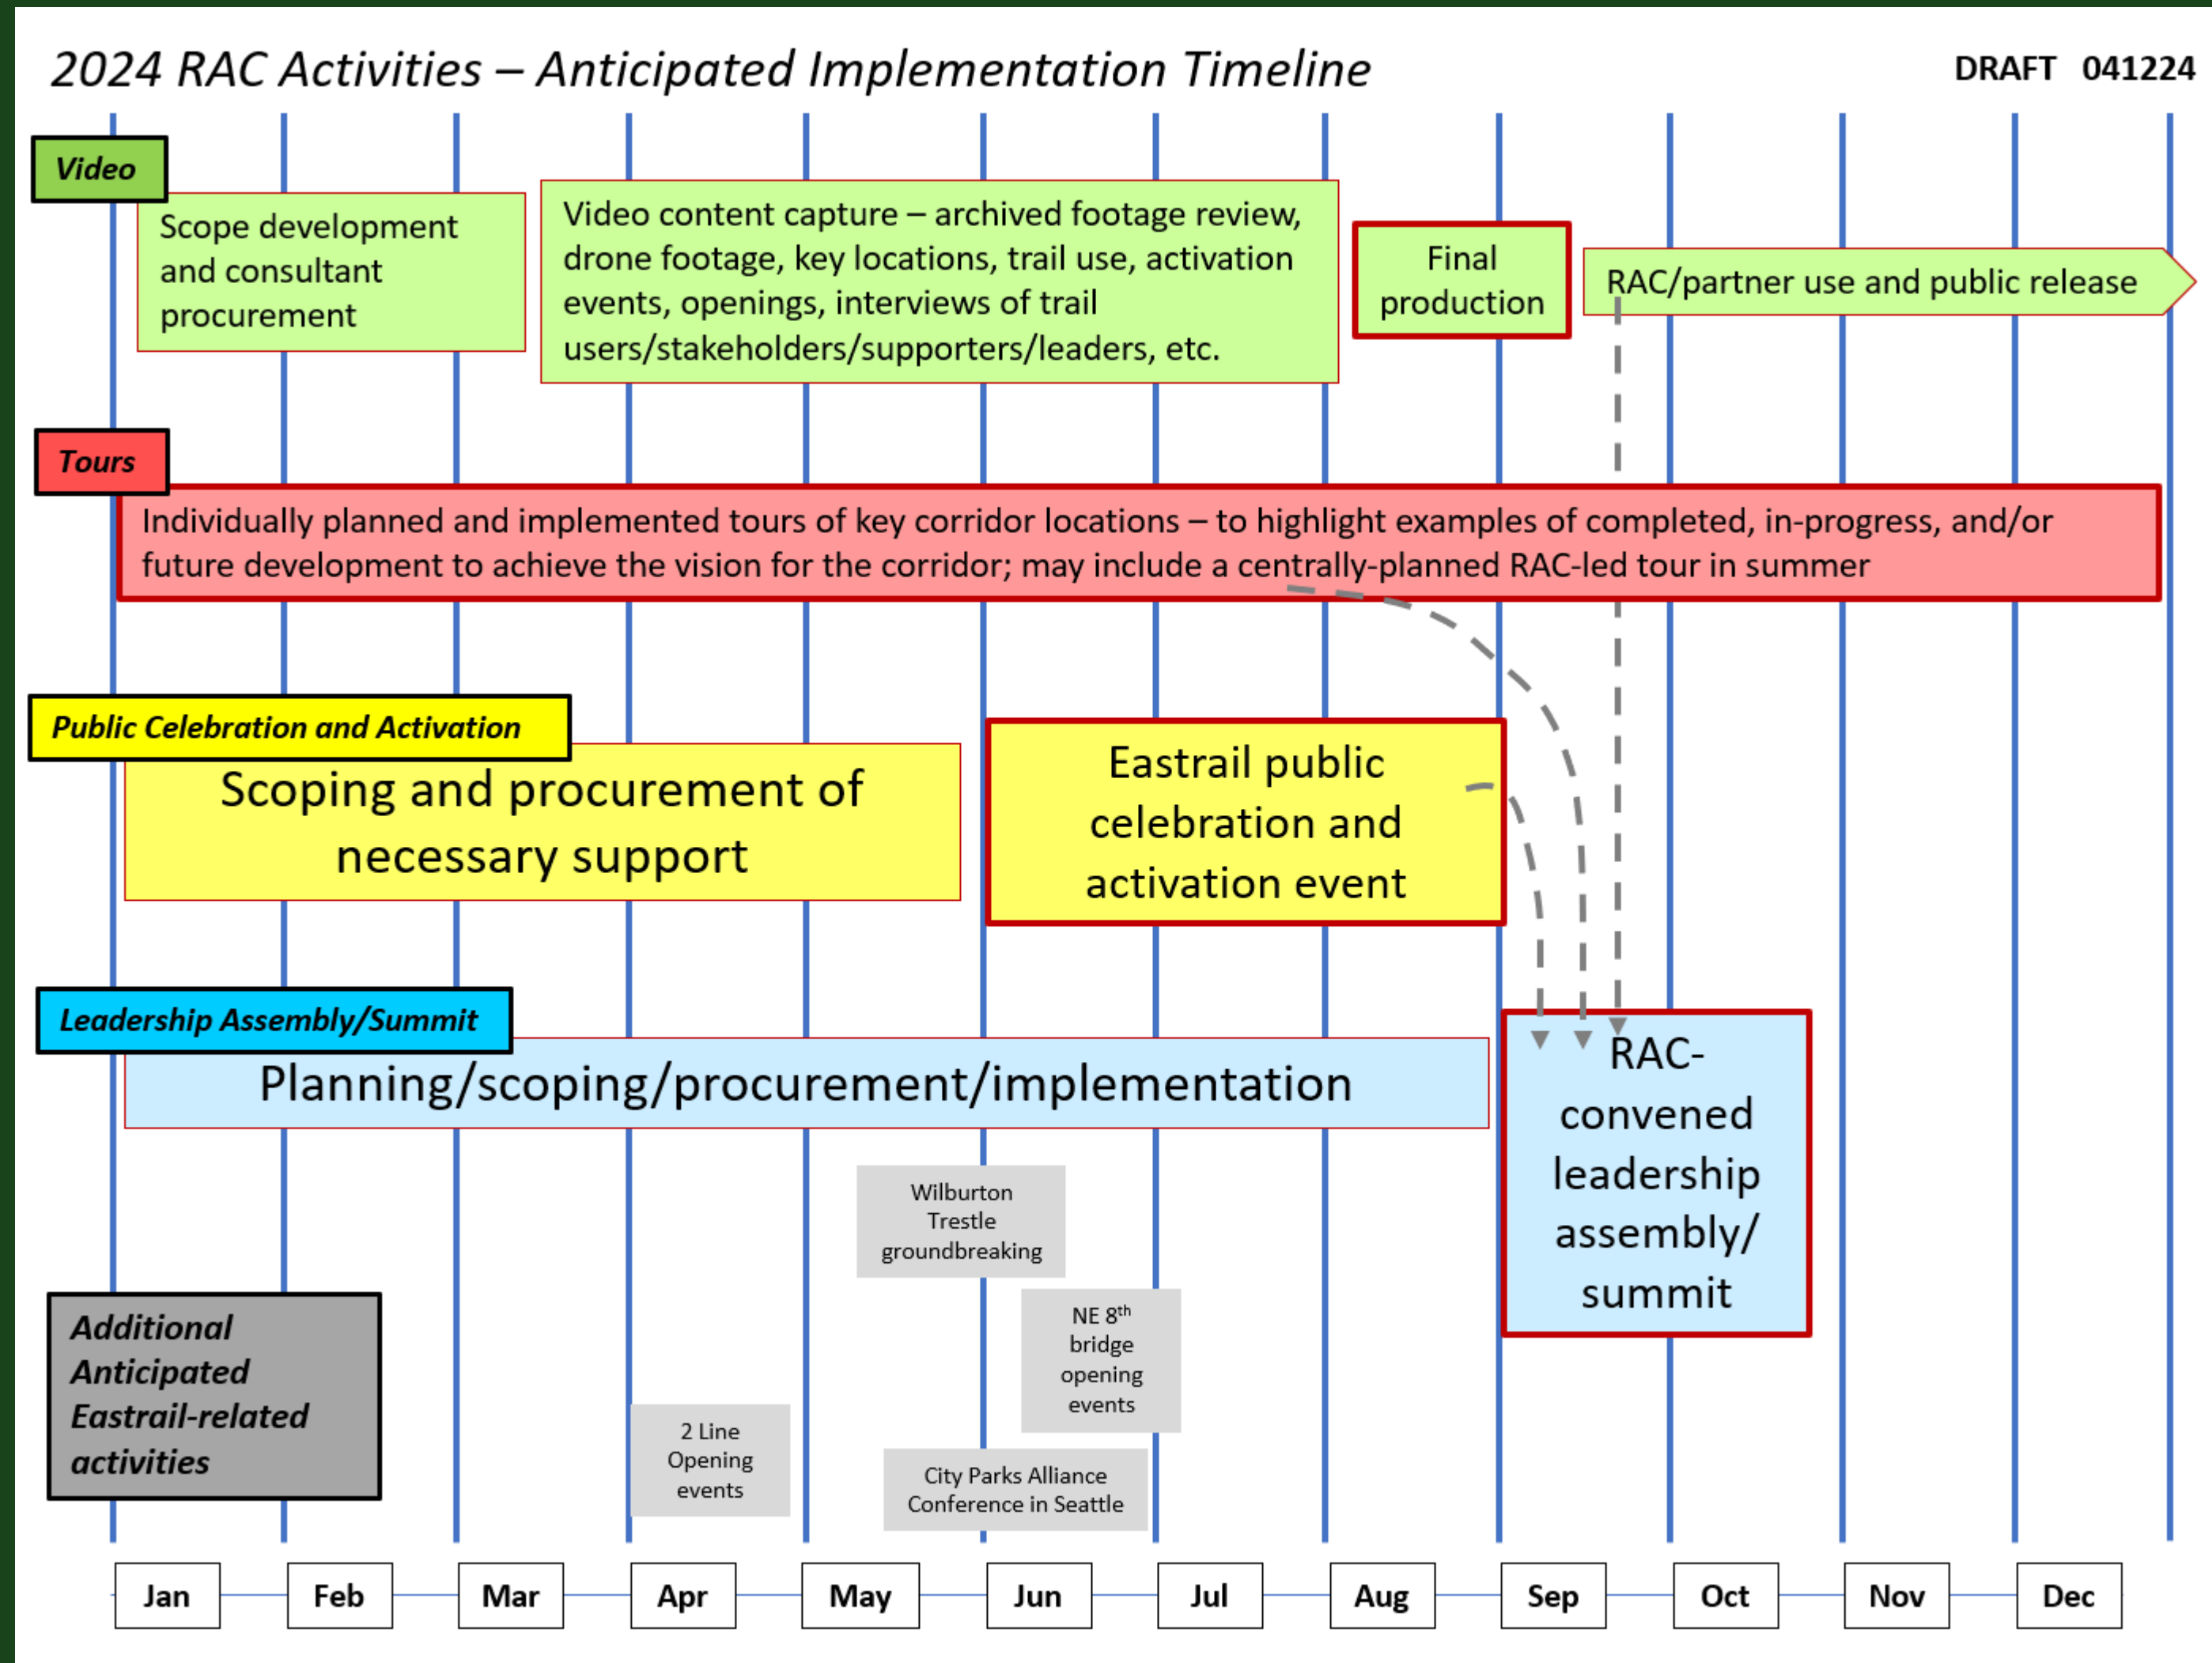 2024 RAC Activities – Anticipated Implementation Timeline
DRAFT 041224
Video
Scope development
and consultant
procurement
Video content capture – archived footage review,
drone footage, key locations, trail use, activation
events, openings, interviews of trail
users/stakeholders/supporters/leaders, etc.
Final
production
RAC/partner use and public release
Tours
Individually planned and implemented tours of key corridor locations – to highlight examples of completed, in-progress, and/or
future development to achieve the vision for the corridor; may include a centrally-planned RAC-led tour in summer
Public Celebration and Activation
Scoping and procurement of
necessary support
Eastrail public
celebration and
activation event
Leadership Assembly/Summit
Planning/scoping/procurement/implementation
RAC-
convened
leadership
assembly/
summit
Wilburton
Trestle
groundbreaking
NE 8th
bridge
opening
events
Additional
Anticipated
Eastrail-related
activities
2 Line
Opening
events
City Parks Alliance
Conference in Seattle
Jan
Feb
Mar
Apr
May
Jun
Jul
Aug
Sep
Oct
Nov
Dec